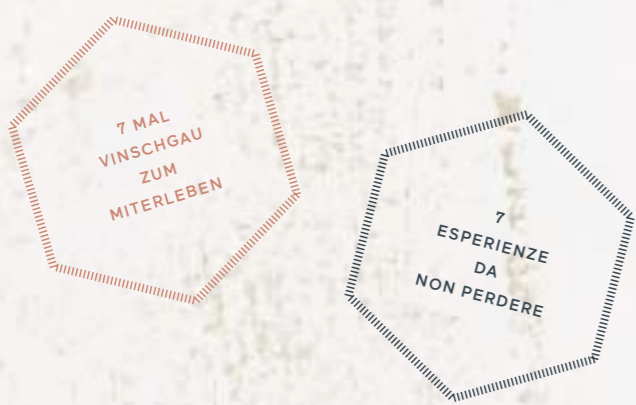 7 MAL
VINSCHGAU
ZUM
MITERLEBEN
7
ESPERIENZE
DA
NON PERDERE